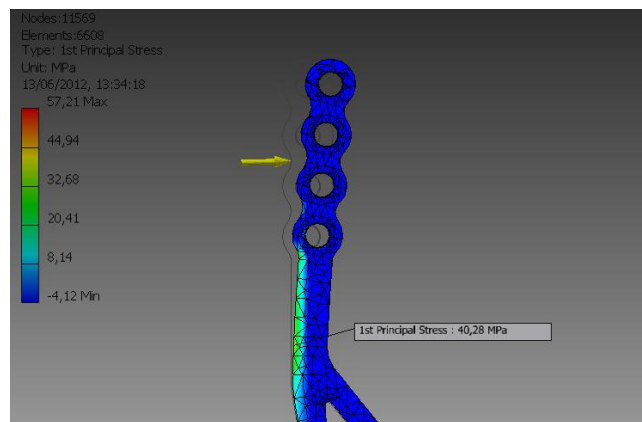 Nodes:11569
Elements:6608
Type: 1st Principal Stress
Unit: MPa
13/06/2012, 13:34:18
57,21 Max
44,94
32,68
20,41
8,14
-4,12 Min
1st Principal Stress : 40,28 MPa